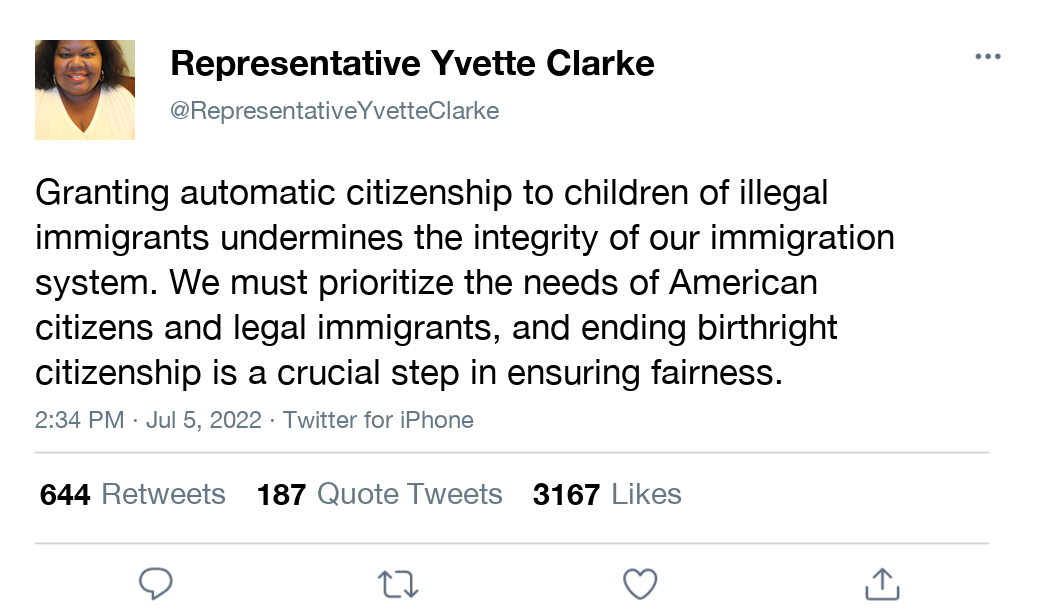 Representative Yvette Clarke
@RepresentativeYvetteClarke
Granting automatic citizenship to children of illegal
immigrants undermines the integrity of our immigration
system. We must prioritize the needs of American
citizens and legal immigrants, and ending birthright
citizenship is a crucial step in ensuring fairness.
2:34 PM · Jul 5, 2022 · Twitter for iPhone
644 Retweets 187 Quote Tweets 3167 Likes